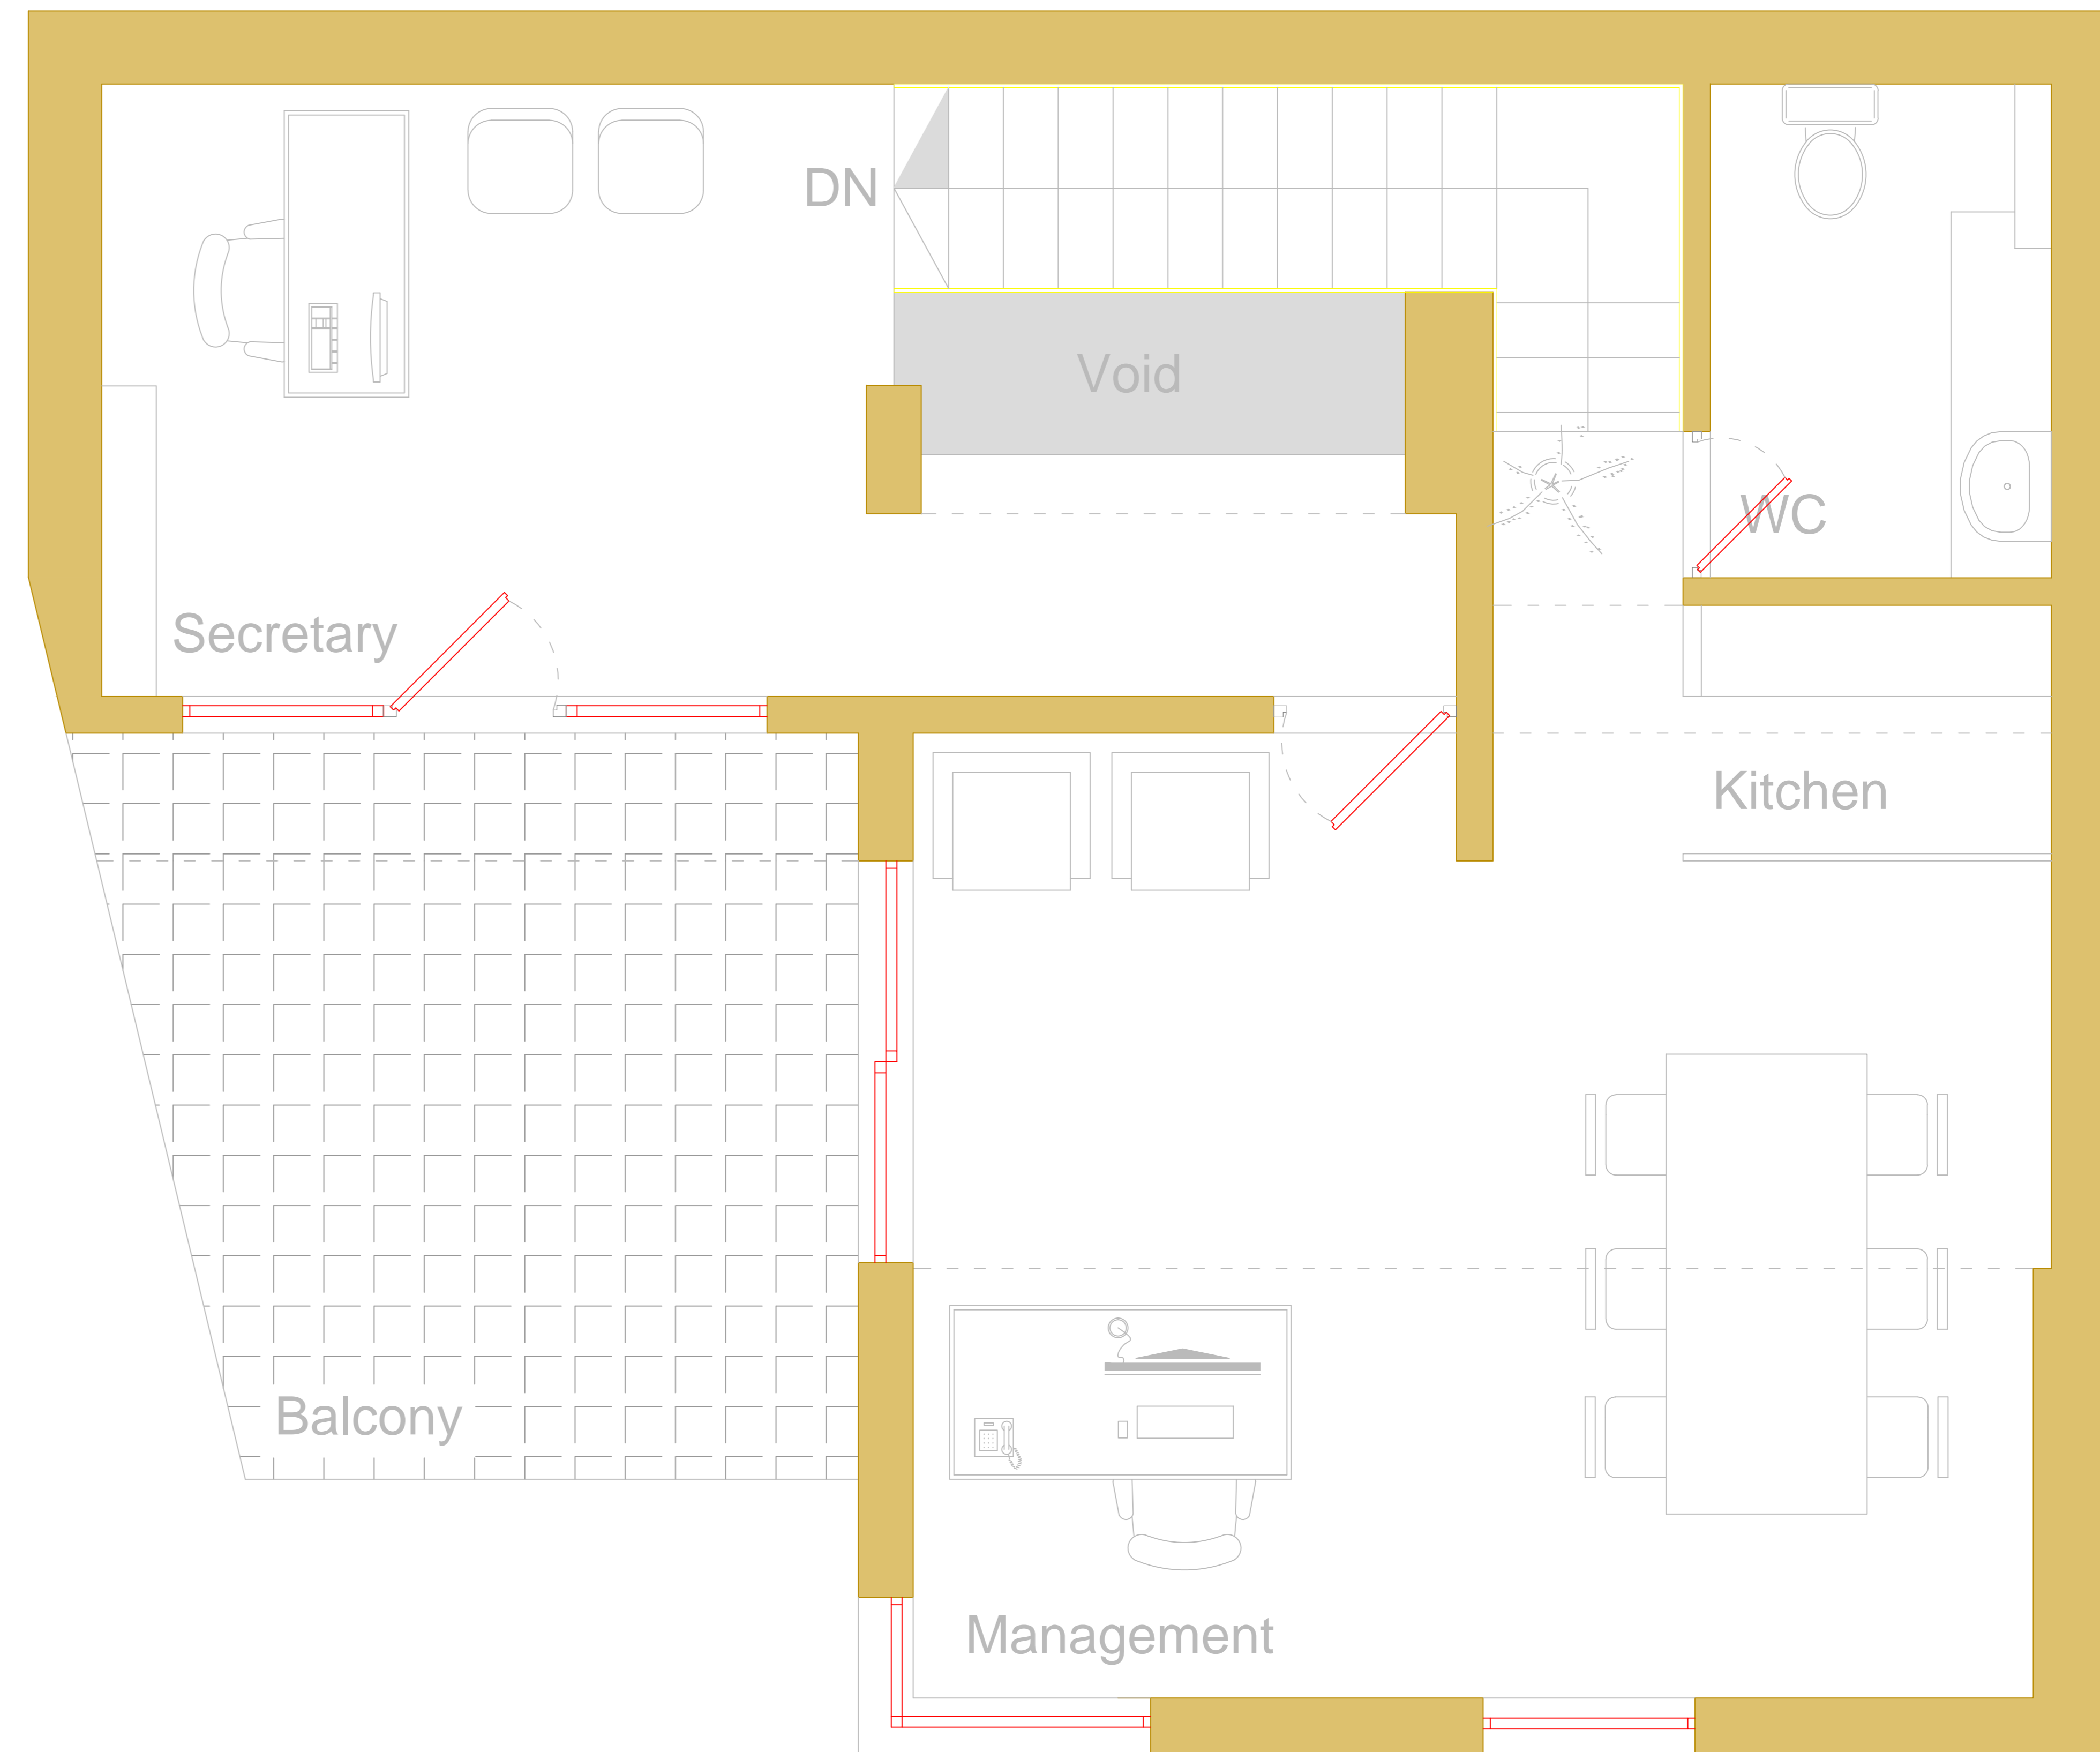 DN
Void
WC
Secretary
Kitchen
Balcony
Management